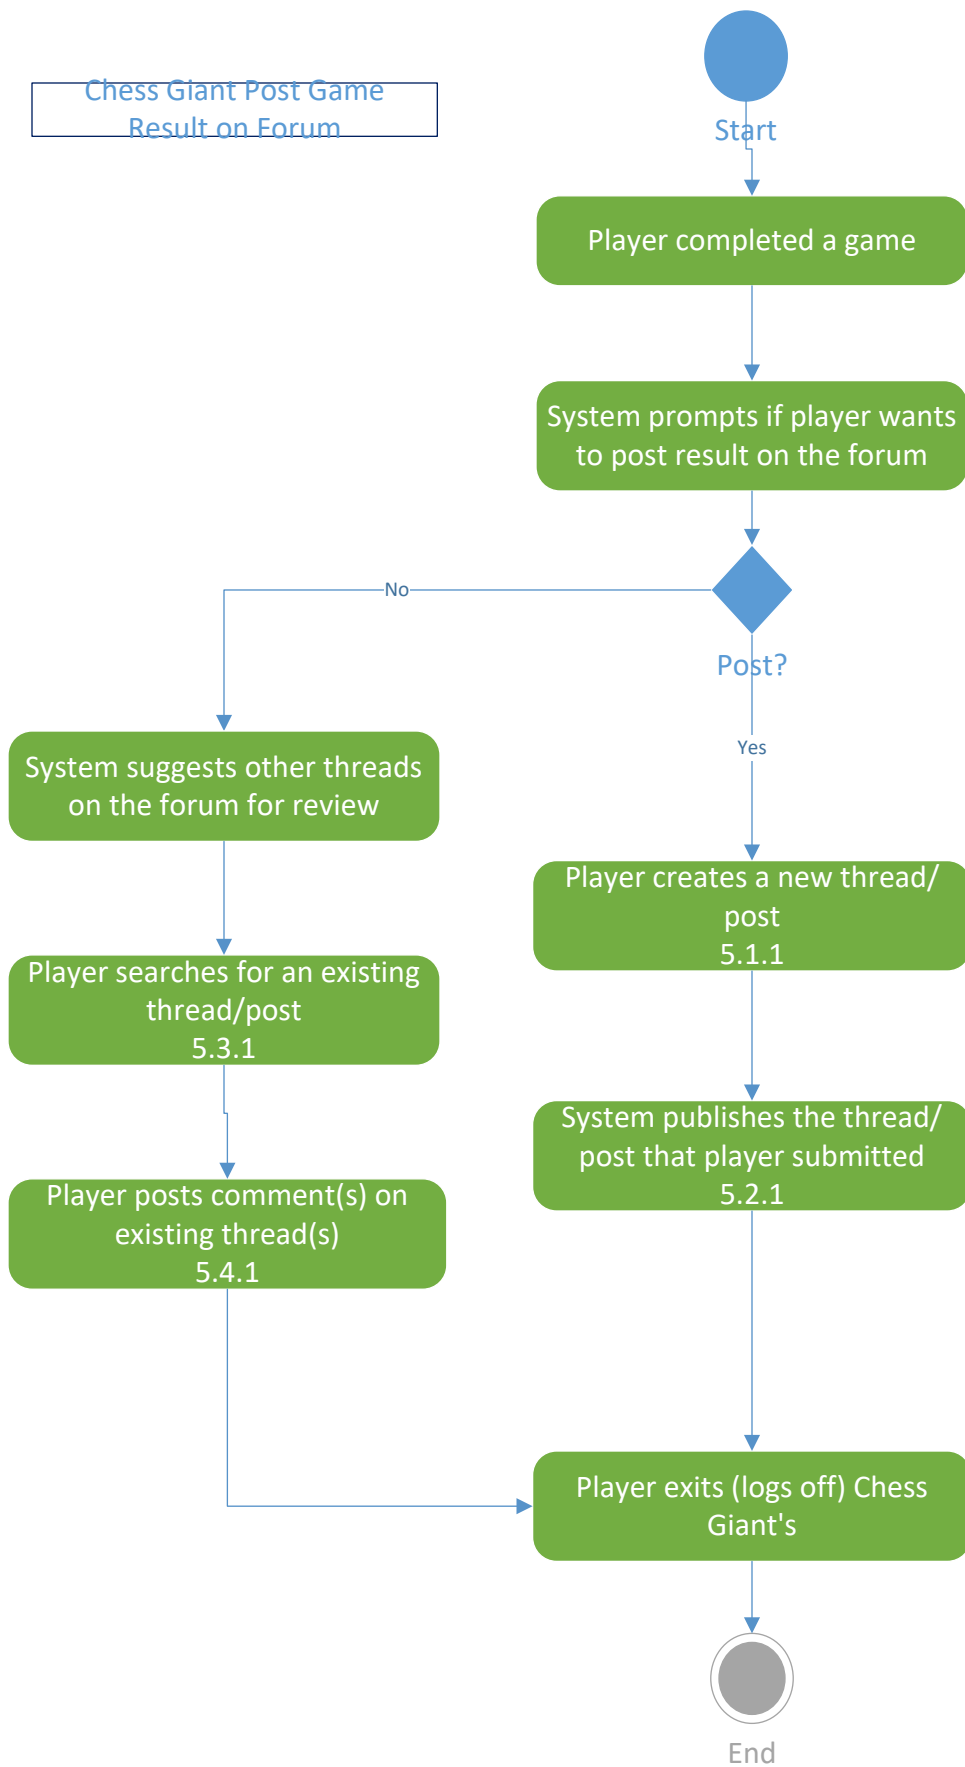 Chess Giant Post Game
Result on Forum
Start
Player completed a game
System prompts if player wants
to post result on the forum
No
Post?
Yes
System suggests other threads
on the forum for review
Player creates a new thread/
post
5.1.1
Player searches for an existing
thread/post
5.3.1
System publishes the thread/
post that player submitted
5.2.1
Player posts comment(s) on
existing thread(s)
5.4.1
Player exits (logs off) Chess
Giant's
End